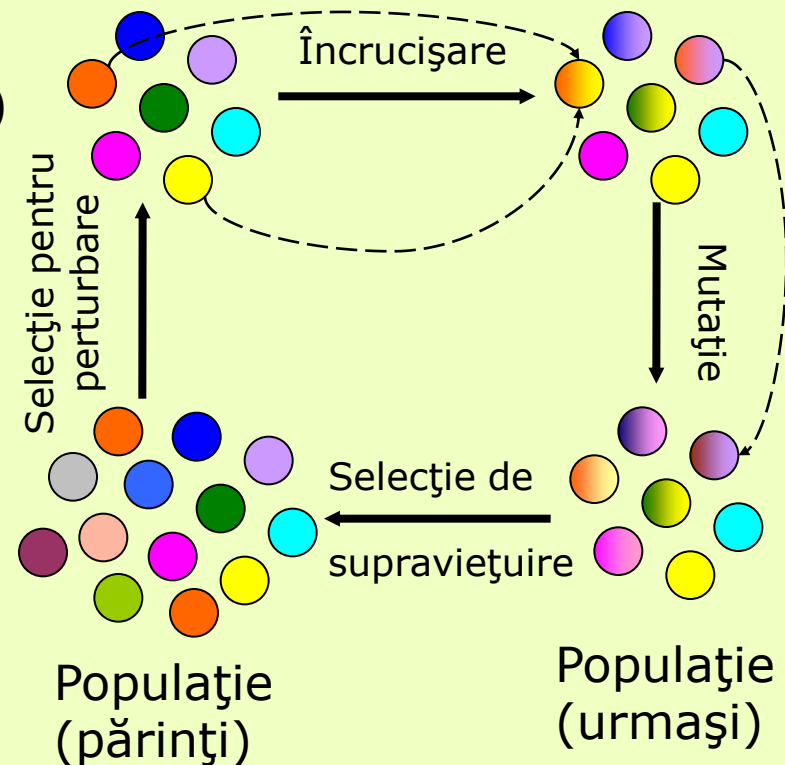 )
Încrucişare
Selecţie pentru
perturbare
Mutaţie
Selecţie de
supravieţuire
Populaţie
(părinţi)
Populaţie
(urmaşi)